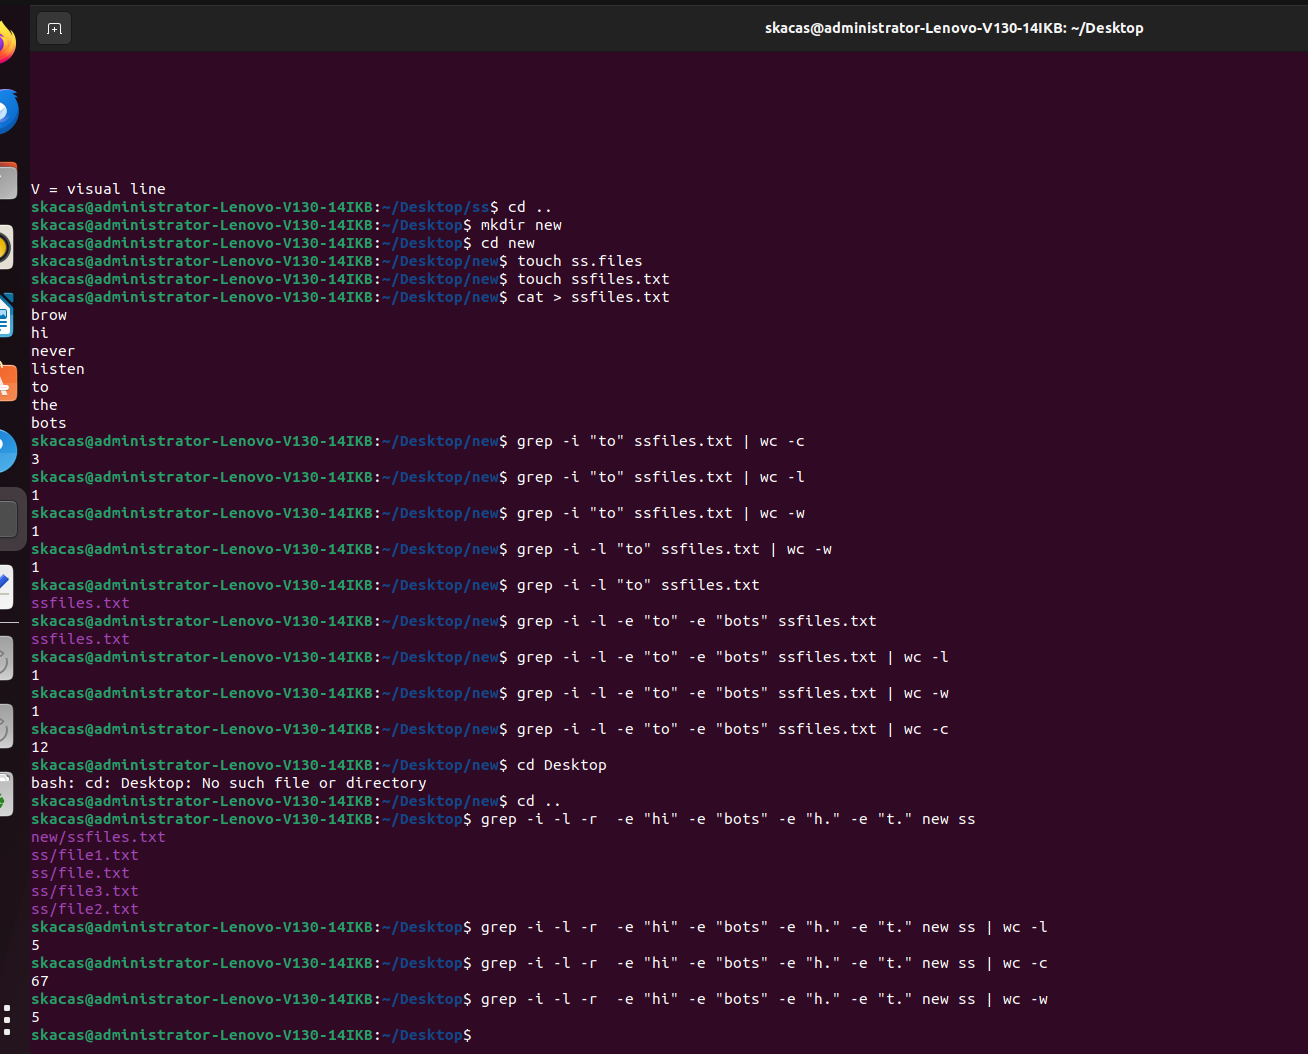 skacas@administrator-Lenovo-V130-14IKB: ~/Desktop
V = visual line
skacas@administrator-Lenovo-V130-14IKB:~/Desktop/ss$ cd ..
skacas@administrator-Lenovo-V130-14IKB:~/Desktop$ mkdir new
skacas@administrator-Lenovo-V130-14IKB:~/Desktop$ cd new
skacas@administrator-Lenovo-V130-14IKB:~/Desktop/new$ touch ss.files
skacas@administrator-Lenovo-V130-14IKB:~/Desktop/new$ touch ssfiles.txt
skacas@administrator-Lenovo-V130-14IKB:~/Desktop/new$ cat > ssfiles.txt
brow
hi
never
listen
to
the
bots
skacas@administrator-Lenovo-V130-14IKB:~/Desktop/new$ grep -i "to" ssfiles.txt | wc -c
3
skacas@administrator-Lenovo-V130-14IKB:~/Desktop/new$ grep -i "to" ssfiles.txt | wc -l
1
skacas@administrator-Lenovo-V130-14IKB:~/Desktop/new$ grep -i "to" ssfiles.txt | wc -w
1
skacas@administrator-Lenovo-V130-14IKB:~/Desktop/new$ grep -i -l "to" ssfiles.txt | wc -w
1
skacas@administrator-Lenovo-V130-14IKB:~/Desktop/new$ grep -i -l "to" ssfiles.txt
ssfiles.txt
skacas@administrator-Lenovo-V130-14IKB:~/Desktop/new$ grep -i -l -e "to" -e "bots" ssfiles.txt
ssfiles.txt
skacas@administrator-Lenovo-V130-14IKB:~/Desktop/new$ grep -i -l -e "to" -e "bots" ssfiles.txt | wc -l
1
skacas@administrator-Lenovo-V130-14IKB:~/Desktop/new$ grep -i -l -e "to" -e "bots" ssfiles.txt | wc -w
1
skacas@administrator-Lenovo-V130-14IKB:~/Desktop/new$ grep -i -l -e "to" -e "bots" ssfiles.txt | wc -c
12
skacas@administrator-Lenovo-V130-14IKB:~/Desktop/new$ cd Desktop
bash: cd: Desktop: No such file or directory
skacas@administrator-Lenovo-V130-14IKB:~/Desktop/new$ cd ..
skacas@administrator-Lenovo-V130-14IKB:~/Desktop$ grep -i -l -r  -e "hi" -e "bots" -e "h." -e "t." new ss
new/ssfiles.txt
ss/file1.txt
ss/file.txt
ss/file3.txt
ss/file2.txt
skacas@administrator-Lenovo-V130-14IKB:~/Desktop$ grep -i -l -r  -e "hi" -e "bots" -e "h." -e "t." new ss | wc -l
5
skacas@administrator-Lenovo-V130-14IKB:~/Desktop$ grep -i -l -r  -e "hi" -e "bots" -e "h." -e "t." new ss | wc -c
67
skacas@administrator-Lenovo-V130-14IKB:~/Desktop$ grep -i -l -r  -e "hi" -e "bots" -e "h." -e "t." new ss | wc -w
5
skacas@administrator-Lenovo-V130-14IKB:~/Desktop$